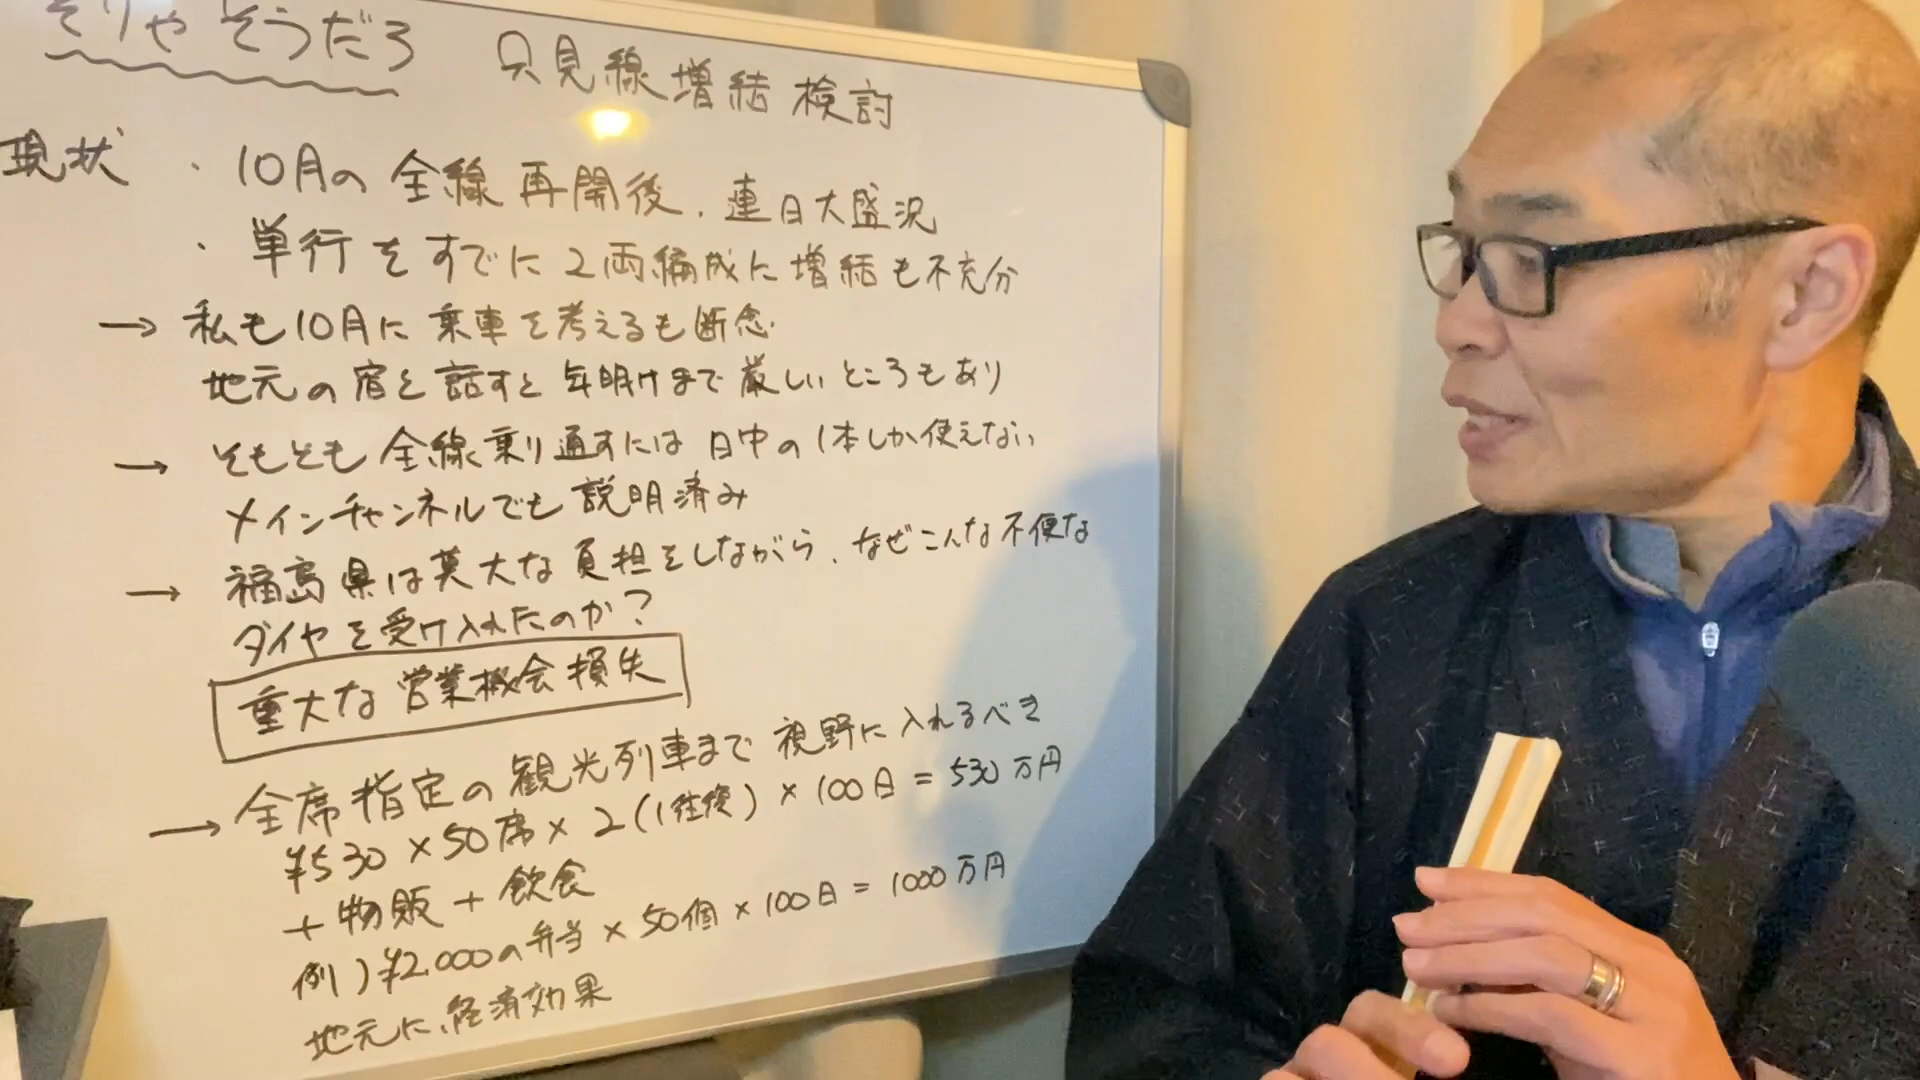 そりゃそうだろ 只見線増結検討
現状 ・10月の全線再開後、連日大盛況
・単行をすでに2両編成に増結も不充分
→ 私も10月に乗車を考えるも断念
地元の宿と話すと年明けまで厳しいところもあり
→ そもそも全線乗り通すには日中の1本しか使えない
メインチャンネルでも説明済み
→ 福島県は莫大な負担をしながら、なぜこんな不便な
ダイヤを受け入れたのか?
重大な営業機会損失
→ 全席指定の観光列車まで視野に入れるべき
¥530×50席×2(1往復)×100日=530万円
+物販+飲食
例)¥2,000の弁当×50個×100日=1000万円
地元に、経済効果